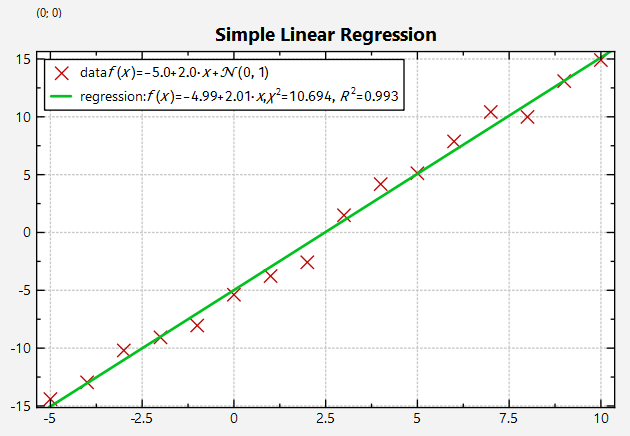 (0; 0)
Simple Linear Regression
dataf(x)=−5.0+2.0·x+𝒩(0, 1)
regression:f(x)=−4.99+2.01·x,χ²=10.694, R²=0.993
15
10
5
0
-5
-10
-15
-5 -2.5 0 2.5 5 7.5 10